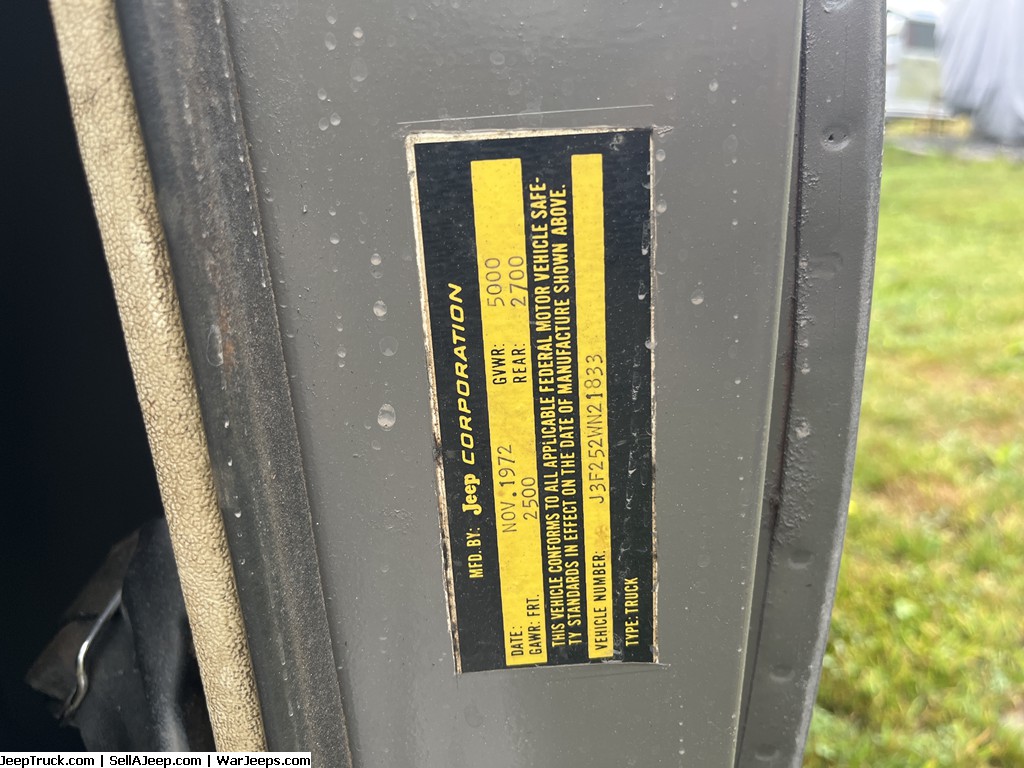 MFD. BY: Jeep CORPORATION
DATE: NOV.1972 GVWR: 5000
GAWR: FRT. 2500 REAR: 2700
THIS VEHICLE CONFORMS TO ALL APPLICABLE FEDERAL MOTOR VEHICLE SAFE-
TY STANDARDS IN EFFECT ON THE DATE OF MANUFACTURE SHOWN ABOVE.
VEHICLE NUMBER: J3F252WN21833
TYPE: TRUCK
JeepTruck.com | SellAJeep.com | WarJeeps.com